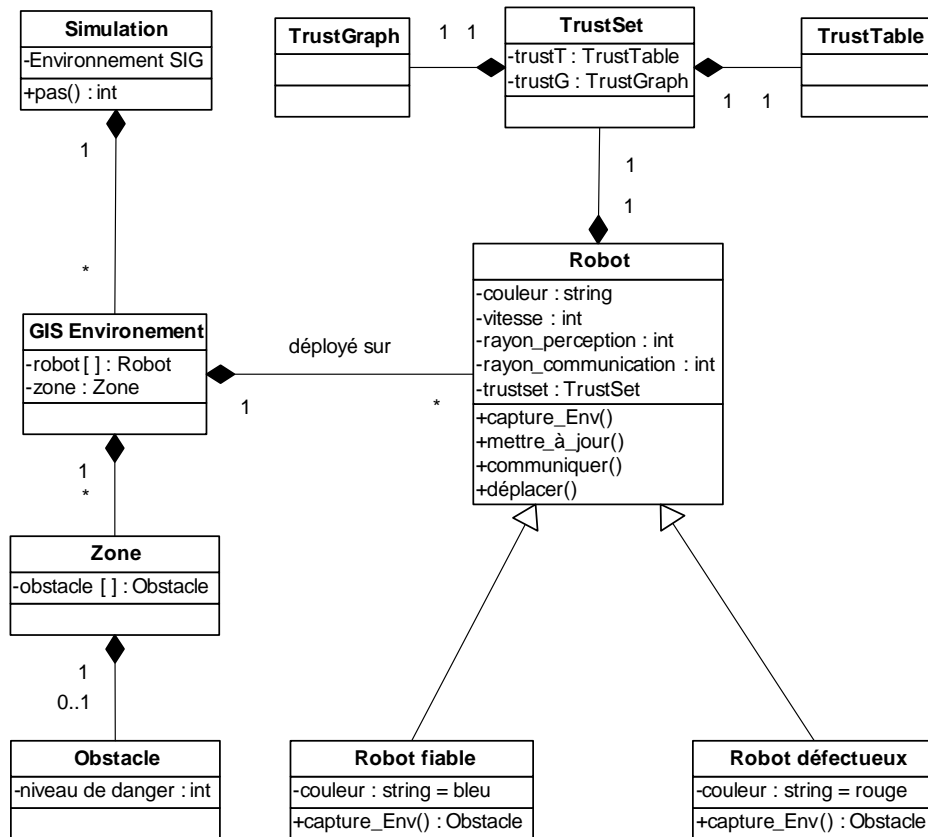 Simulation
-Environnement SIG
+pas() : int
1
*
TrustGraph
1 1
TrustSet
-trustT : TrustTable
-trustG : TrustGraph
1 1
TrustTable
1
1
GIS Environement
-robot [ ] : Robot
-zone : Zone
déployé sur
1
*
Robot
-couleur : string
-vitesse : int
-rayon_perception : int
-rayon_communication : int
-trustset : TrustSet
+capture_Env()
+mettre_à_jour()
+communiquer()
+déplacer()
1
*
Zone
-obstacle [ ] : Obstacle
1
0..1
Obstacle
-niveau de danger : int
Robot fiable
-couleur : string = bleu
+capture_Env() : Obstacle
Robot défectueux
-couleur : string = rouge
+capture_Env() : Obstacle